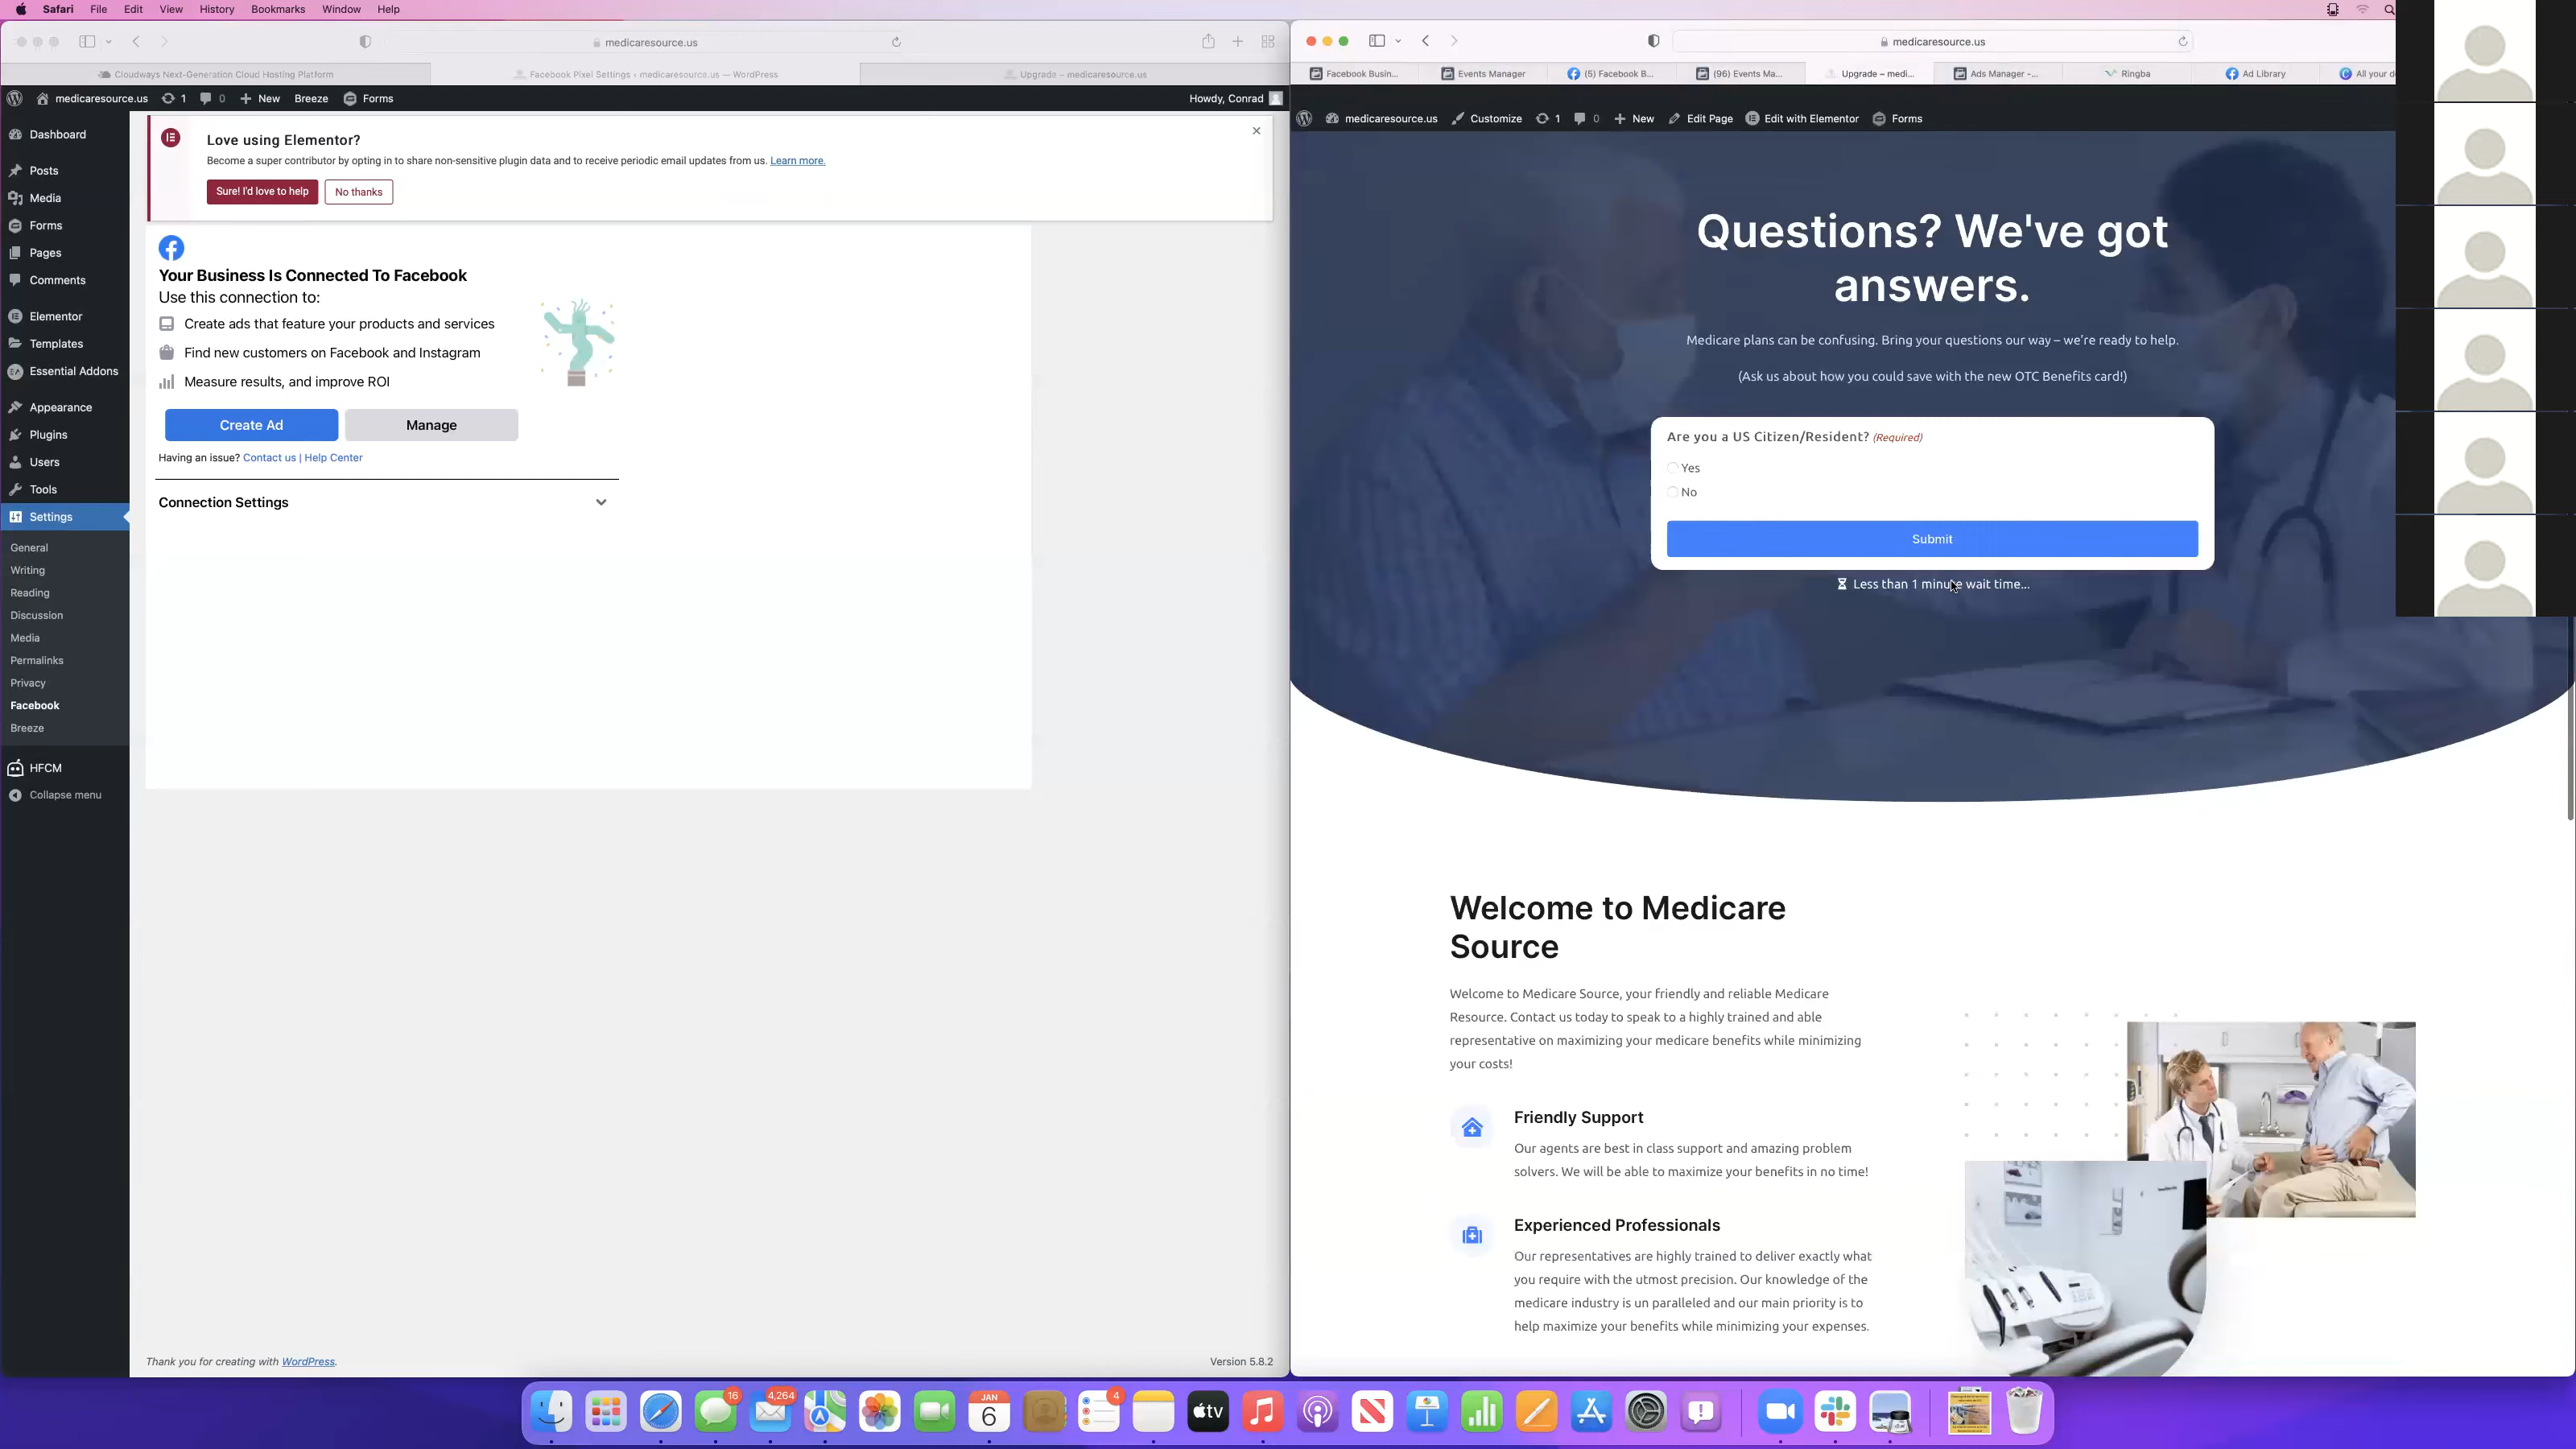 Safari File Edit View History Bookmarks Window Help
medicaresource.us
Cloudways Next-Generation Cloud Hosting Platform
Facebook Pixel Settings ‹ medicaresource.us — WordPress
Upgrade – medicaresource.us
medicaresource.us 1 0 New Breeze Forms
Howdy, Conrad
Dashboard
Posts
Media
Forms
Pages
Comments
Elementor
Templates
Essential Addons
Appearance
Plugins
Users
Tools
Settings
General
Writing
Reading
Discussion
Media
Permalinks
Privacy
Facebook
Breeze
HFCM
Collapse menu
Love using Elementor?
Become a super contributor by opting in to share non-sensitive plugin data and to receive periodic email updates from us. Learn more.
Sure! I'd love to help
No thanks
Your Business Is Connected To Facebook
Use this connection to:
Create ads that feature your products and services
Find new customers on Facebook and Instagram
Measure results, and improve ROI
Create Ad
Manage
Having an issue? Contact us | Help Center
Connection Settings
Thank you for creating with WordPress.
Version 5.8.2
medicaresource.us
Facebook Busin...
Events Manager
(5) Facebook B...
(96) Events Ma...
Upgrade – medi...
Ads Manager -...
Ringba
Ad Library
All your d
medicaresource.us Customize 1 0 New Edit Page Edit with Elementor Forms
Questions? We've got
answers.
Medicare plans can be confusing. Bring your questions our way – we're ready to help.
(Ask us about how you could save with the new OTC Benefits card!)
Are you a US Citizen/Resident? (Required)
Yes
No
Submit
Less than 1 minute wait time...
Welcome to Medicare
Source
Welcome to Medicare Source, your friendly and reliable Medicare
Resource. Contact us today to speak to a highly trained and able
representative on maximizing your medicare benefits while minimizing
your costs!
Friendly Support
Our agents are best in class support and amazing problem
solvers. We will be able to maximize your benefits in no time!
Experienced Professionals
Our representatives are highly trained to deliver exactly what
you require with the utmost precision. Our knowledge of the
medicare industry is un paralleled and our main priority is to
help maximize your benefits while minimizing your expenses.
16
4,264
JAN
6
4
tv